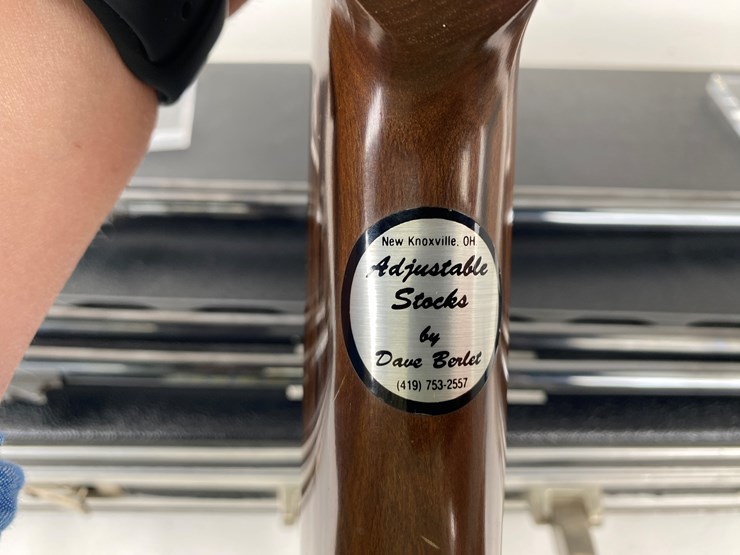 New Knoxville, OH
Adjustable
Stocks
by
Dave Berlet
(419) 753-2557